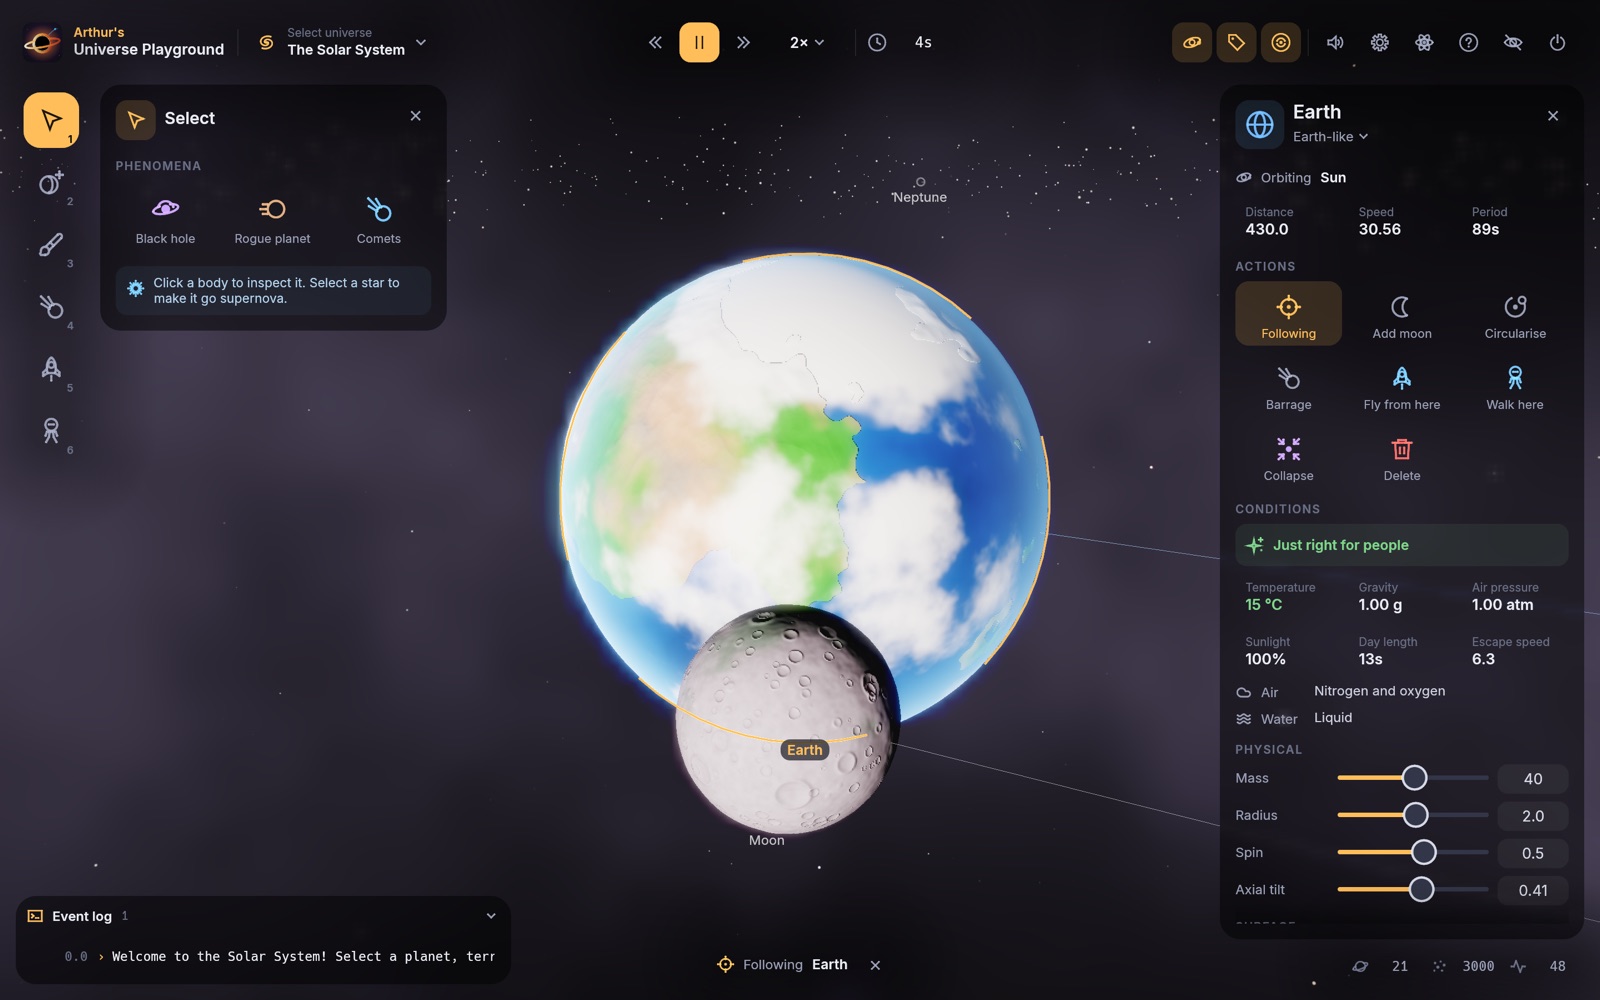 Arthur's
Universe Playground
Select universe
The Solar System
2×
4s
1
2
3
4
5
6
Select
PHENOMENA
Black hole
Rogue planet
Comets
Click a body to inspect it. Select a star to
make it go supernova.
Neptune
Earth
Moon
Earth
Earth-like
Orbiting Sun
Distance Speed Period
430.0 30.56 89s
ACTIONS
Following
Add moon
Circularise
Barrage
Fly from here
Walk here
Collapse
Delete
CONDITIONS
Just right for people
Temperature Gravity Air pressure
15 °C 1.00 g 1.00 atm
Sunlight Day length Escape speed
100% 13s 6.3
Air Nitrogen and oxygen
Water Liquid
PHYSICAL
Mass 40
Radius 2.0
Spin 0.5
Axial tilt 0.41
Event log 1
0.0 › Welcome to the Solar System! Select a planet, terr
Following Earth
21 3000 48